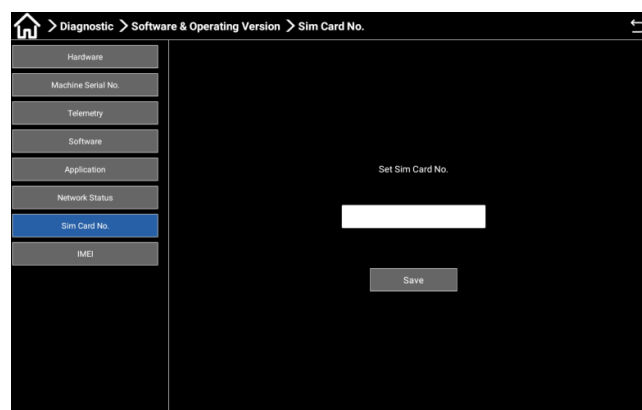 > Diagnostic > Software & Operating Version > Sim Card No.
Hardware
Machine Serial No.
Telemetry
Software
Application
Network Status
Sim Card No.
IMEI
Set Sim Card No.
Save